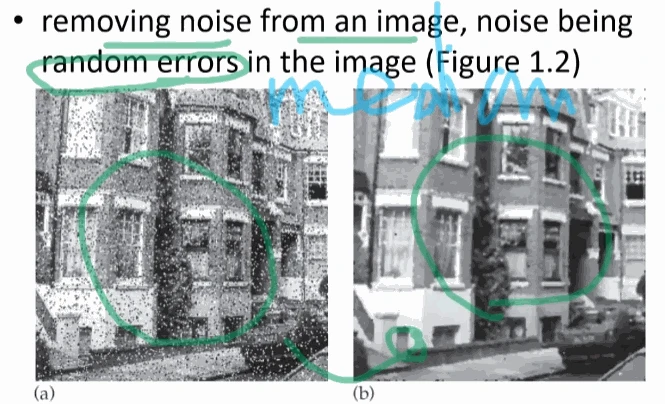 • removing noise from an image, noise being
random errors in the image (Figure 1.2)
median
(a) (b)